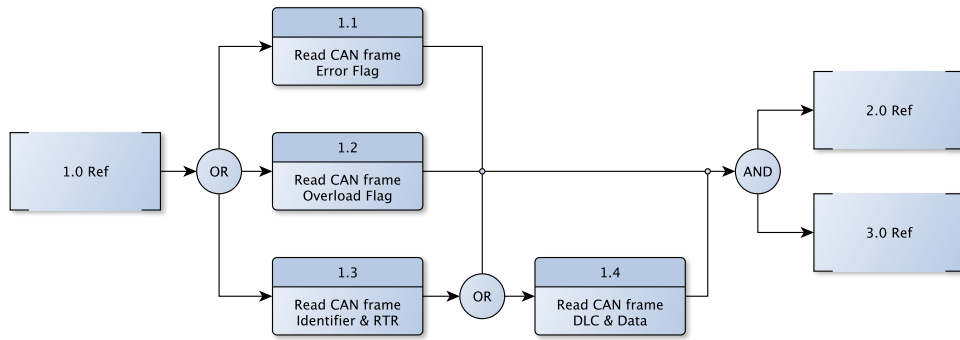 1.1
Read CAN frame
Error Flag
1.0 Ref
OR
1.2
Read CAN frame
Overload Flag
1.3
Read CAN frame
Identifier & RTR
OR
1.4
Read CAN frame
DLC & Data
AND
2.0 Ref
3.0 Ref